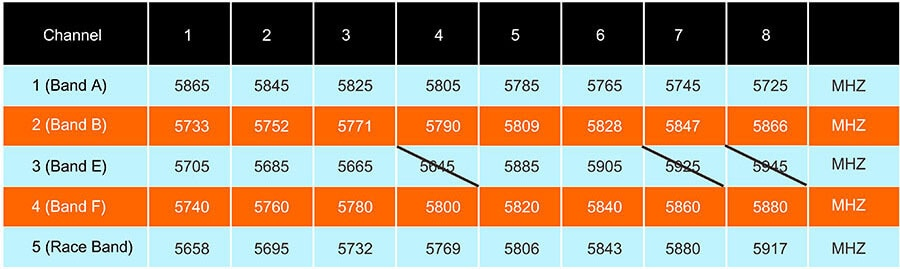 Channel 1 2 3 4 5 6 7 8
1 (Band A) 5865 5845 5825 5805 5785 5765 5745 5725 MHZ
2 (Band B) 5733 5752 5771 5790 5809 5828 5847 5866 MHZ
3 (Band E) 5705 5685 5665 5645 5885 5905 5925 5945 MHZ
4 (Band F) 5740 5760 5780 5800 5820 5840 5860 5880 MHZ
5 (Race Band) 5658 5695 5732 5769 5806 5843 5880 5917 MHZ